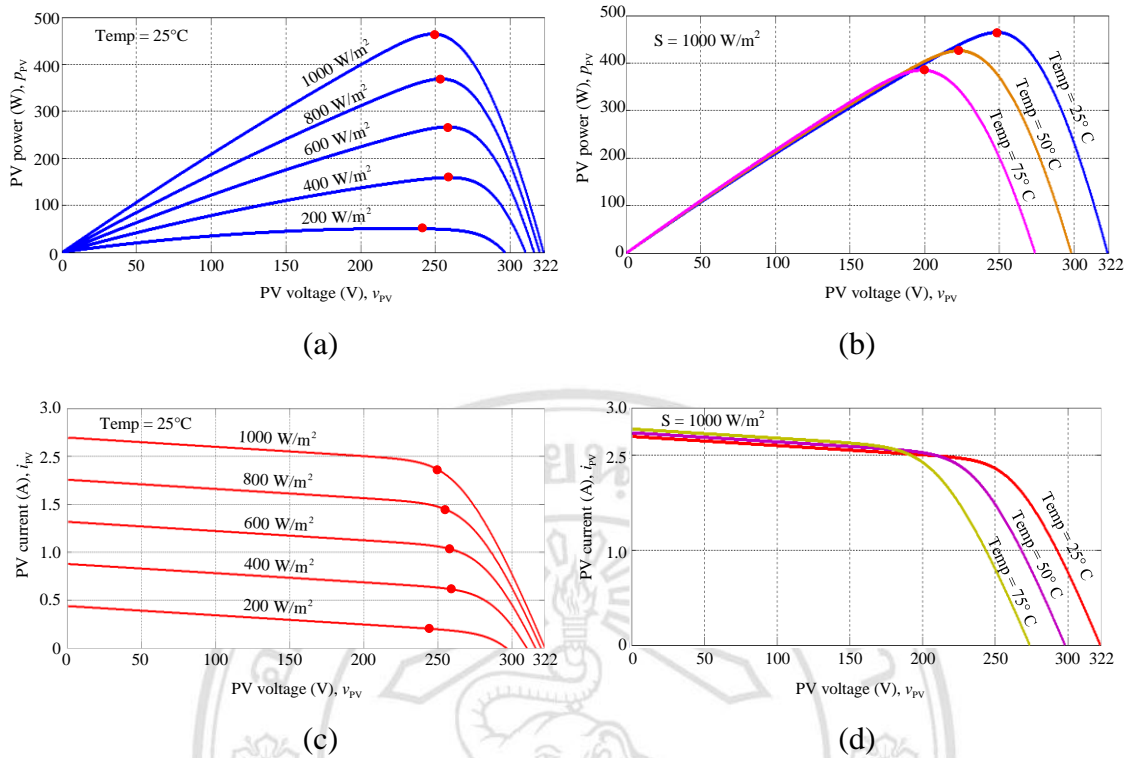 500
400
300
200
100
0
PV power (W), pPV
Temp = 25°C
1000 W/m²
800 W/m²
600 W/m²
400 W/m²
200 W/m²
0
50
100
150
200
250
300
322
PV voltage (V), vPV
(a)
500
400
300
200
100
0
PV power (W), pPV
S = 1000 W/m²
Temp = 25° C
Temp = 50° C
Temp = 75° C
0
50
100
150
200
250
300
322
PV voltage (V), vPV
(b)
3.0
2.5
1.5
1.0
0.5
0
PV current (A), iPV
Temp = 25°C
1000 W/m²
800 W/m²
600 W/m²
400 W/m²
200 W/m²
0
50
100
150
200
250
300
322
PV voltage (V), vPV
(c)
3.0
2.5
1.0
0
PV current (A), iPV
S = 1000 W/m²
Temp = 25° C
Temp = 50° C
Temp = 75° C
0
50
100
150
200
250
300
322
PV voltage (V), vPV
(d)